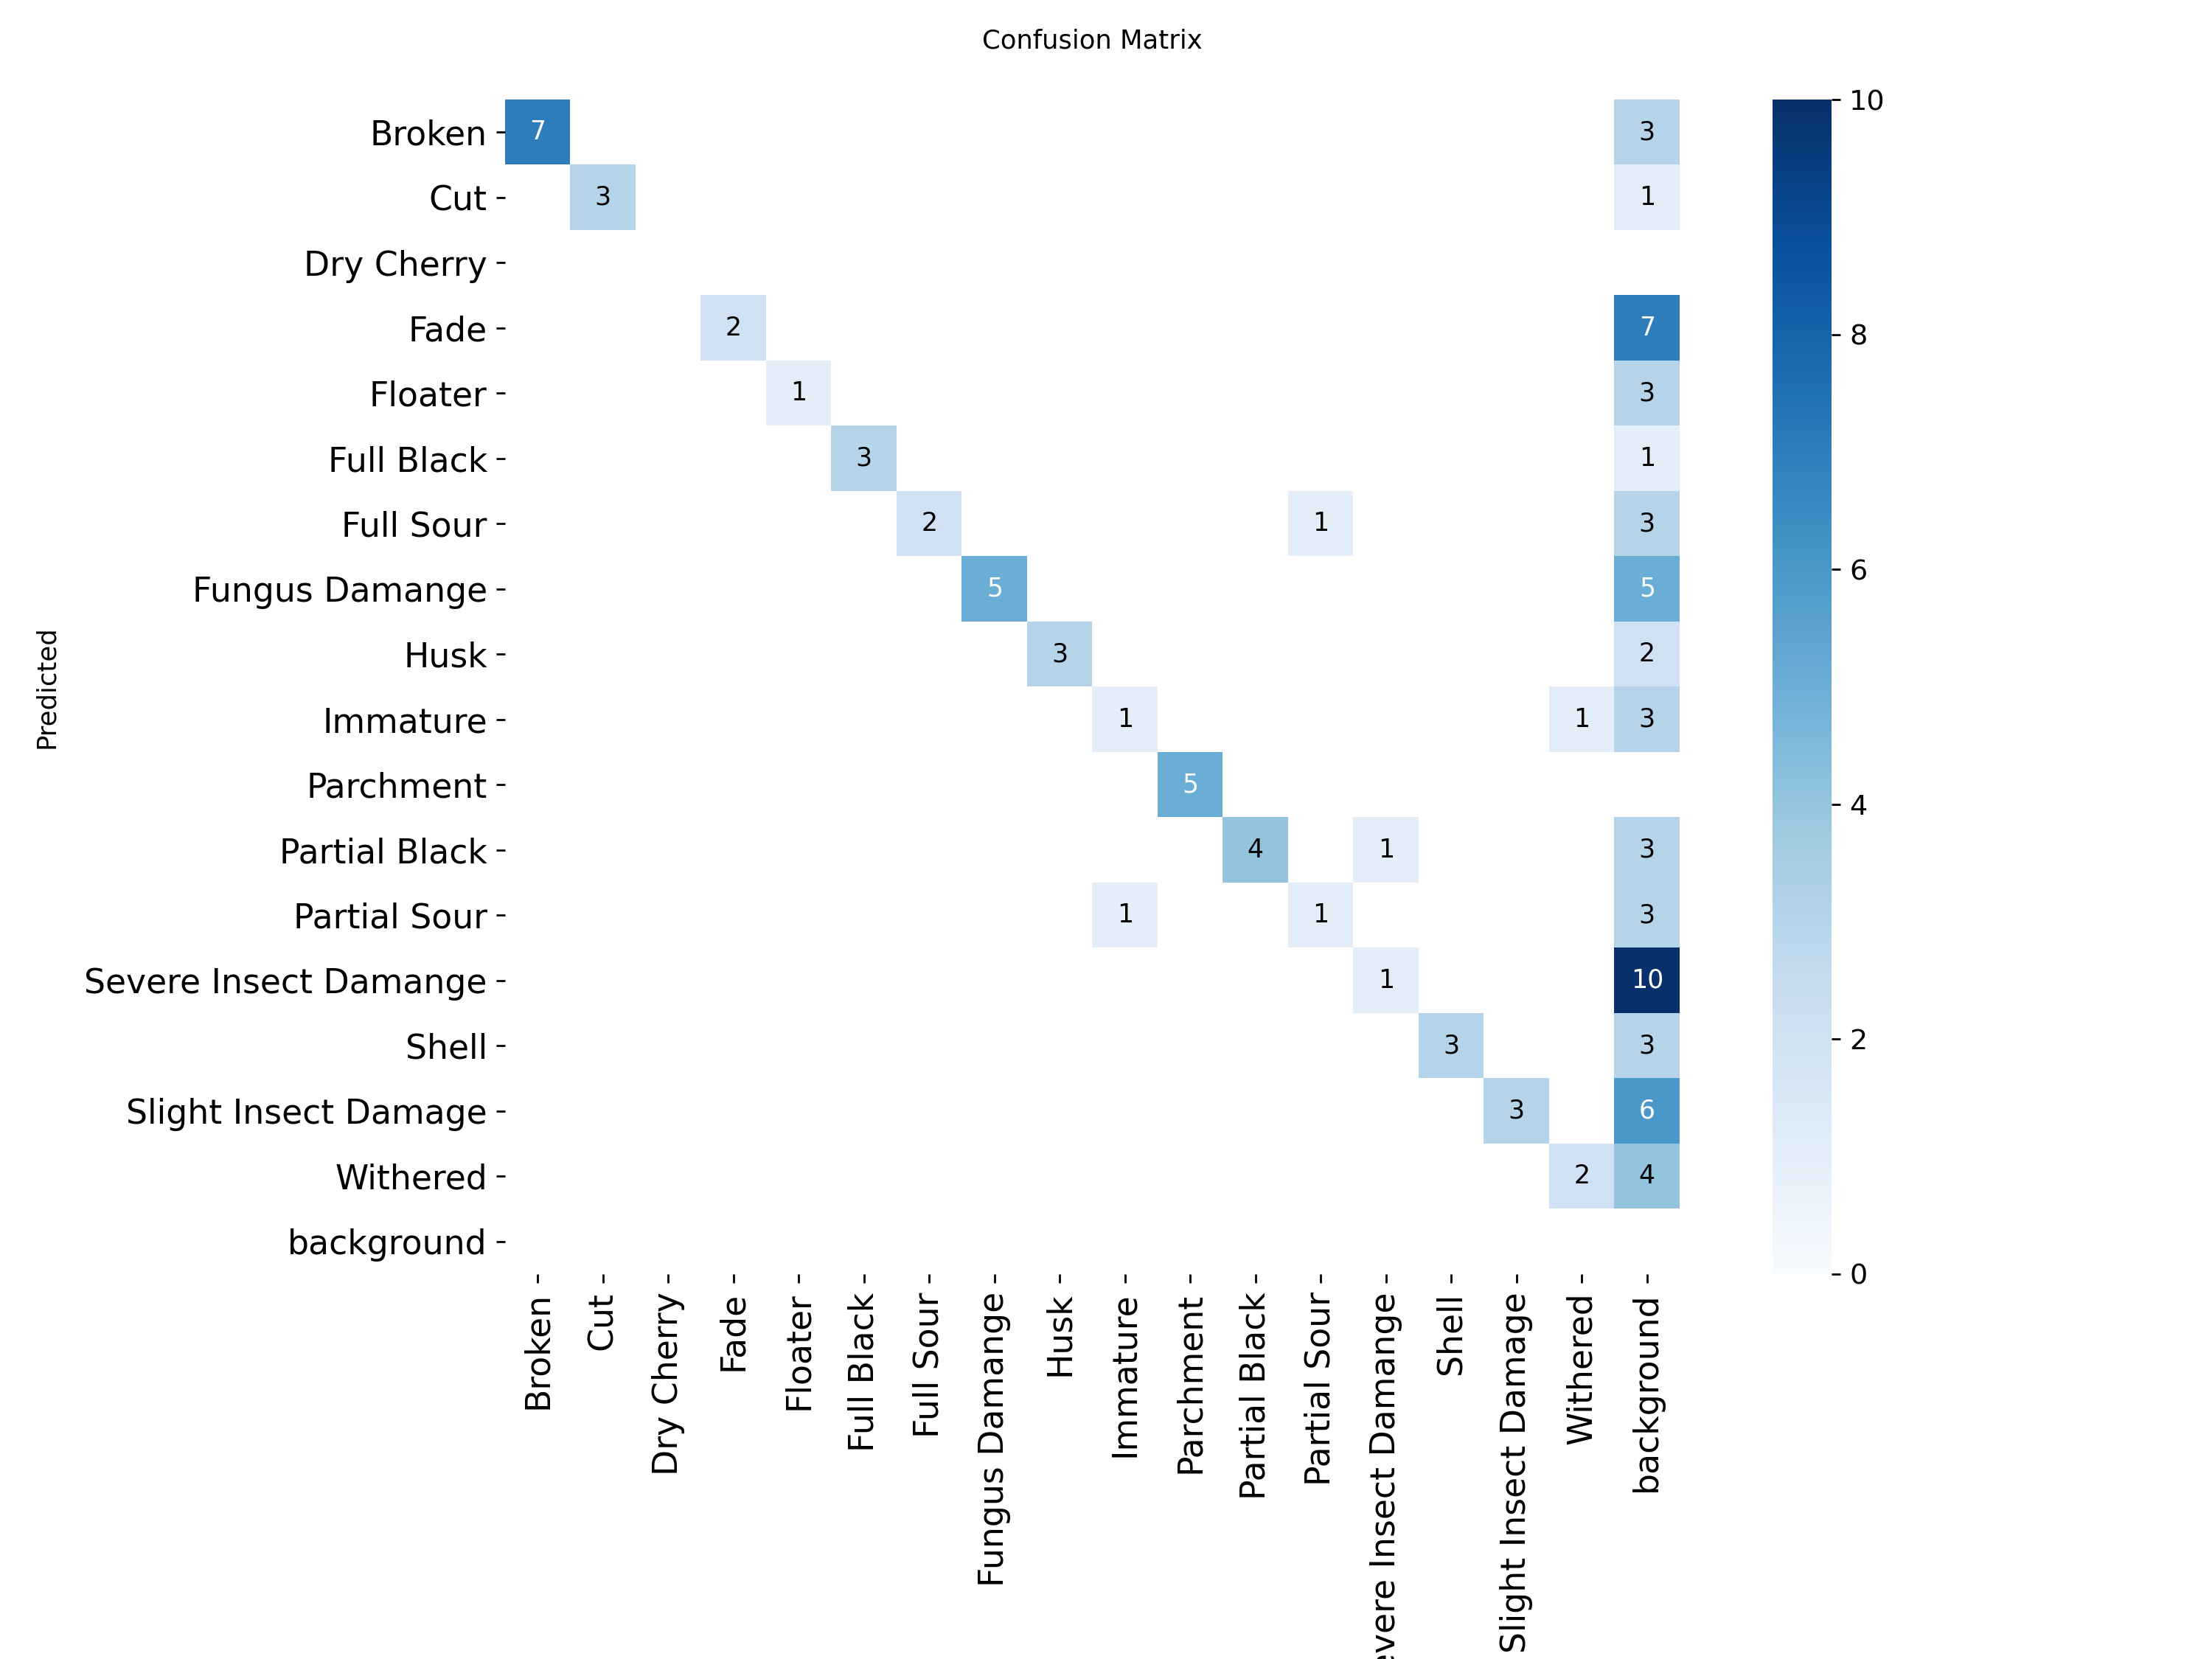 Confusion Matrix
Broken 7 3
Cut 3 1
Dry Cherry
Fade 2 7
Floater 1 3
Full Black 3 1
Full Sour 2 1 3
Fungus Damange 5 5
Husk 3 2
Immature 1 1 3
Parchment 5
Partial Black 4 1 3
Partial Sour 1 1 3
Severe Insect Damange 1 10
Shell 3 3
Slight Insect Damage 3 6
Withered 2 4
background
Predicted
Broken
Cut
Dry Cherry
Fade
Floater
Full Black
Full Sour
Fungus Damange
Husk
Immature
Parchment
Partial Black
Partial Sour
evere Insect Damange
Shell
Slight Insect Damage
Withered
background
10
8
6
4
2
0